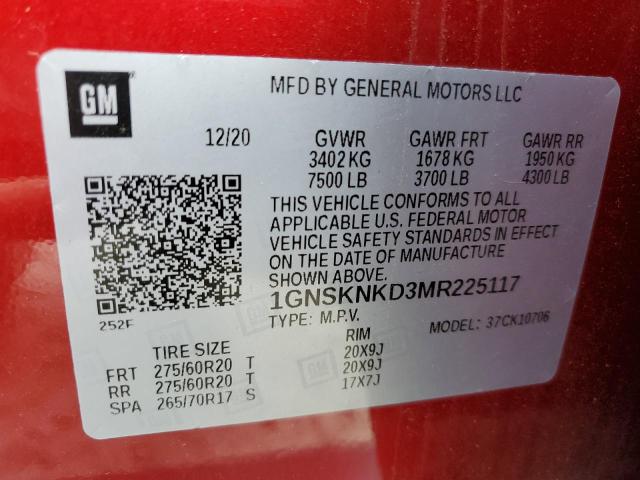 GM
MFD BY GENERAL MOTORS LLC
12/20 GVWR GAWR FRT GAWR RR
3402 KG 1678 KG 1950 KG
7500 LB 3700 LB 4300 LB
THIS VEHICLE CONFORMS TO ALL
APPLICABLE U.S. FEDERAL MOTOR
VEHICLE SAFETY STANDARDS IN EFFECT
ON THE DATE OF MANUFACTURE
SHOWN ABOVE.
1GNSKNKD3MR225117
252F
TYPE: M.P.V. MODEL: 37CK10706
TIRE SIZE RIM
FRT 275/60R20 T 20X9J
RR 275/60R20 T 20X9J
SPA 265/70R17 S 17X7J